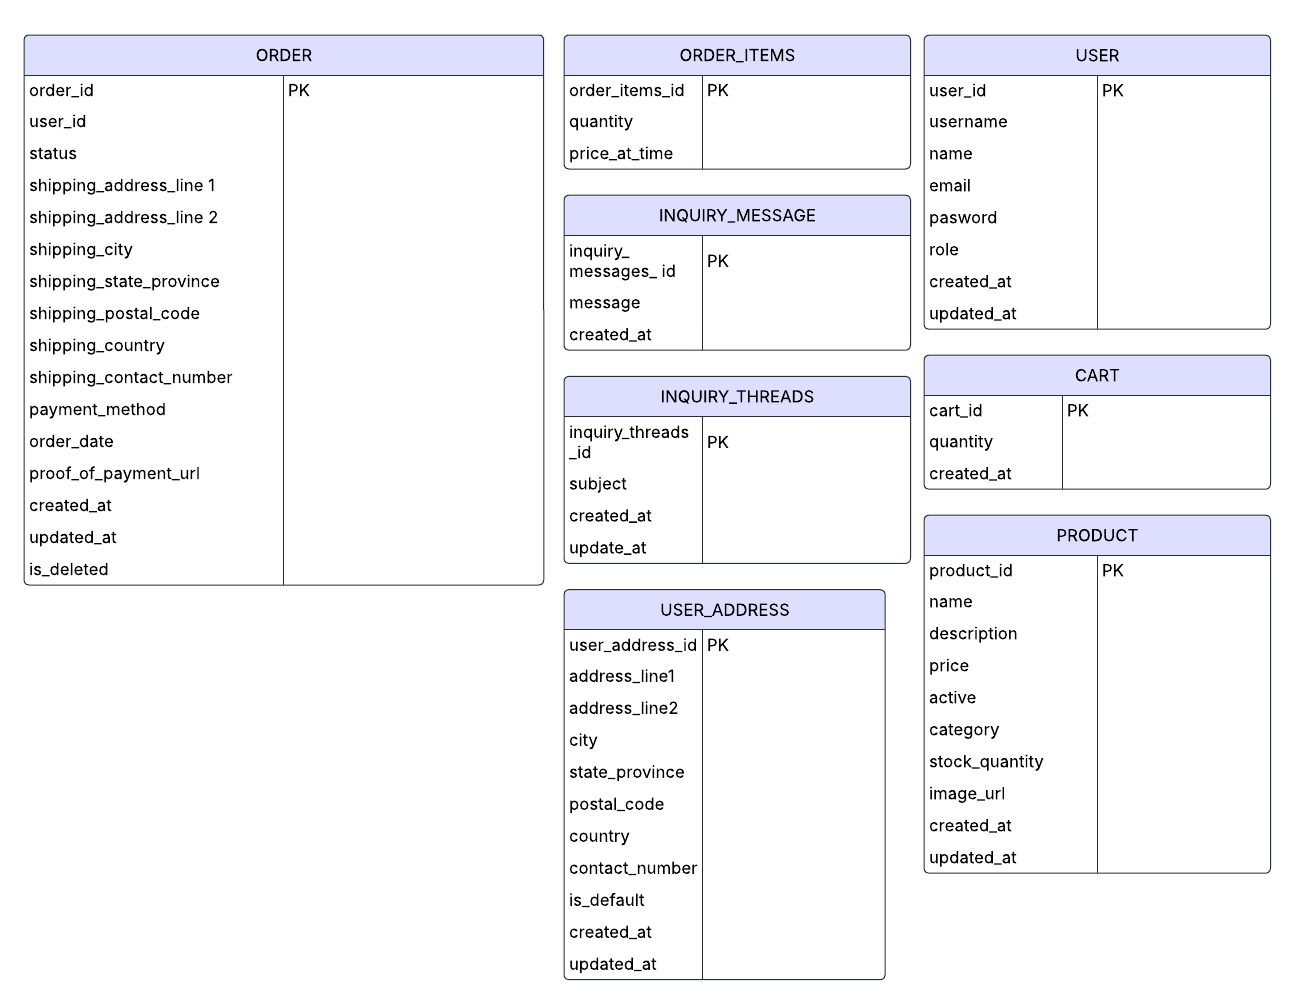 ORDER
order_id PK
user_id
status
shipping_address_line 1
shipping_address_line 2
shipping_city
shipping_state_province
shipping_postal_code
shipping_country
shipping_contact_number
payment_method
order_date
proof_of_payment_url
created_at
updated_at
is_deleted
ORDER_ITEMS
order_items_id PK
quantity
price_at_time
INQUIRY_MESSAGE
inquiry_
messages_ id PK
message
created_at
INQUIRY_THREADS
inquiry_threads
_id PK
subject
created_at
update_at
USER_ADDRESS
user_address_id PK
address_line1
address_line2
city
state_province
postal_code
country
contact_number
is_default
created_at
updated_at
USER
user_id PK
username
name
email
pasword
role
created_at
updated_at
CART
cart_id PK
quantity
created_at
PRODUCT
product_id PK
name
description
price
active
category
stock_quantity
image_url
created_at
updated_at